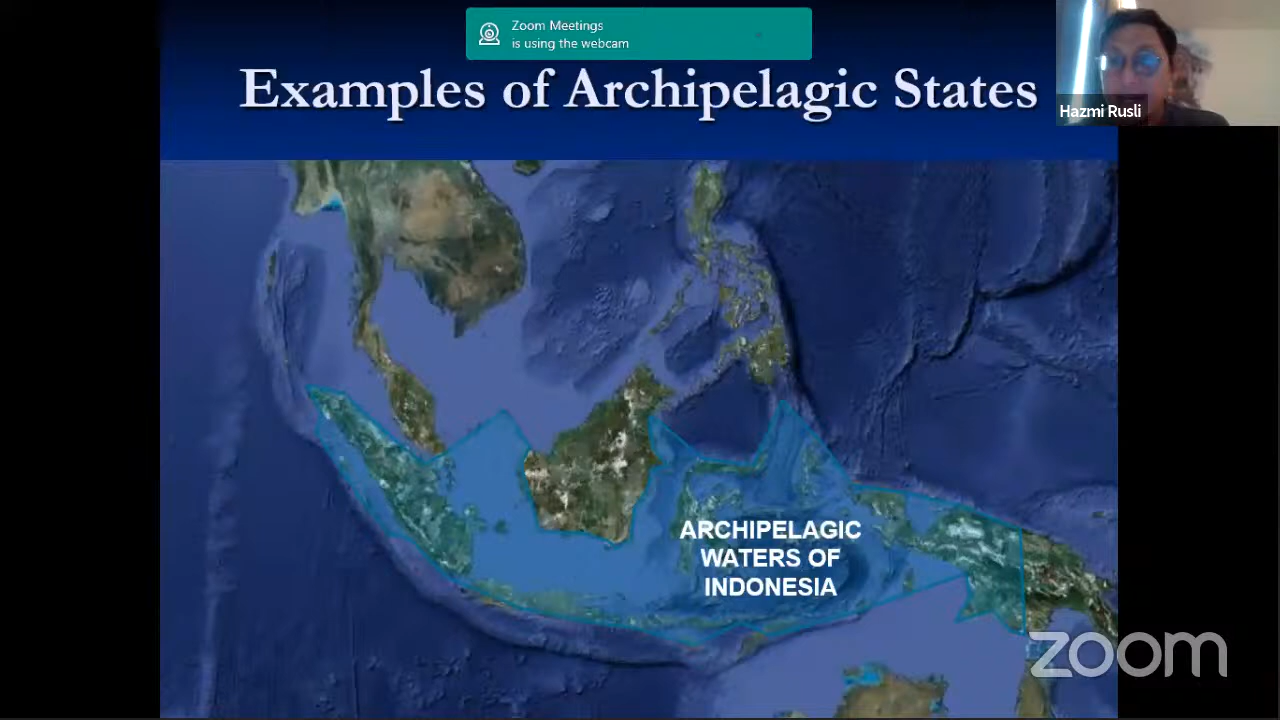 Zoom Meetings
is using the webcam
Examples of Archipelagic States
Hazmi Rusli
ARCHIPELAGIC
WATERS OF
INDONESIA
zoom